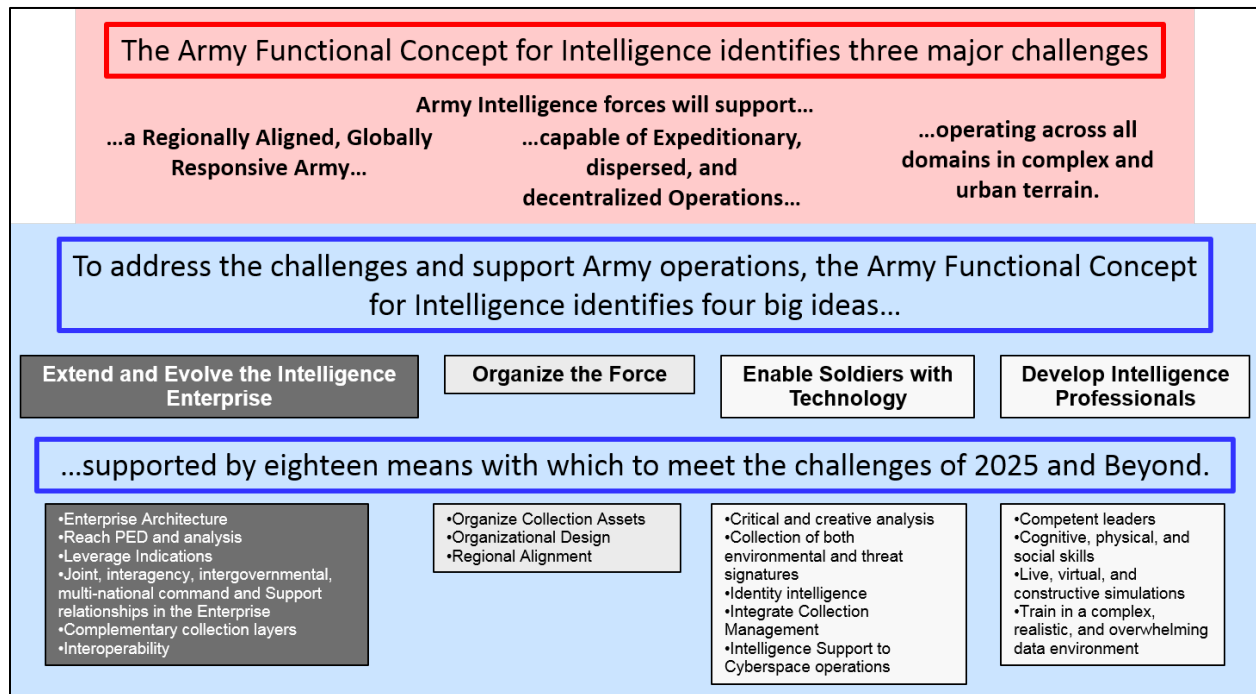 The Army Functional Concept for Intelligence identifies three major challenges
Army Intelligence forces will support…
…a Regionally Aligned, Globally
Responsive Army…
…capable of Expeditionary,
dispersed, and
decentralized Operations…
…operating across all
domains in complex and
urban terrain.
To address the challenges and support Army operations, the Army Functional Concept
for Intelligence identifies four big ideas…
Extend and Evolve the Intelligence
Enterprise
Organize the Force
Enable Soldiers with
Technology
Develop Intelligence
Professionals
…supported by eighteen means with which to meet the challenges of 2025 and Beyond.
•Enterprise Architecture
•Reach PED and analysis
•Leverage Indications
•Joint, interagency, intergovernmental,
multi-national command and Support
relationships in the Enterprise
•Complementary collection layers
•Interoperability
•Organize Collection Assets
•Organizational Design
•Regional Alignment
•Critical and creative analysis
•Collection of both
environmental and threat
signatures
•Identity intelligence
•Integrate Collection
Management
•Intelligence Support to
Cyberspace operations
•Competent leaders
•Cognitive, physical, and
social skills
•Live, virtual, and
constructive simulations
•Train in a complex,
realistic, and overwhelming
data environment